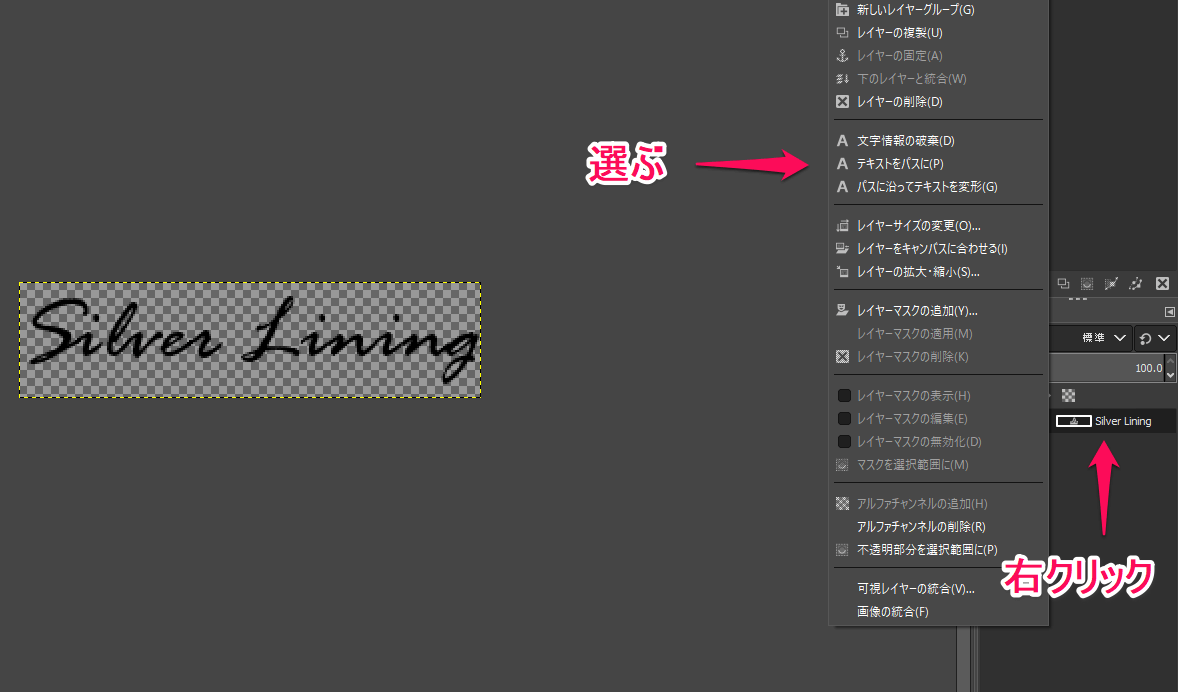 新しいレイヤーグループ(G)
レイヤーの複製(U)
レイヤーの固定(A)
下のレイヤーと統合(W)
レイヤーの削除(D)
文字情報の破棄(D)
テキストをパスに(P)
パスに沿ってテキストを変形(G)
選ぶ
レイヤーサイズの変更(O)...
レイヤーをキャンバスに合わせる(I)
レイヤーの拡大・縮小(S)...
レイヤーマスクの追加(Y)...
レイヤーマスクの適用(M)
レイヤーマスクの削除(K)
レイヤーマスクの表示(H)
レイヤーマスクの編集(E)
レイヤーマスクの無効化(D)
マスクを選択範囲に(M)
アルファチャンネルの追加(H)
アルファチャンネルの削除(R)
不透明部分を選択範囲に(P)
可視レイヤーの統合(V)...
画像の統合(F)
Silver Lining
標準
100.0
Silver Lining
右クリック